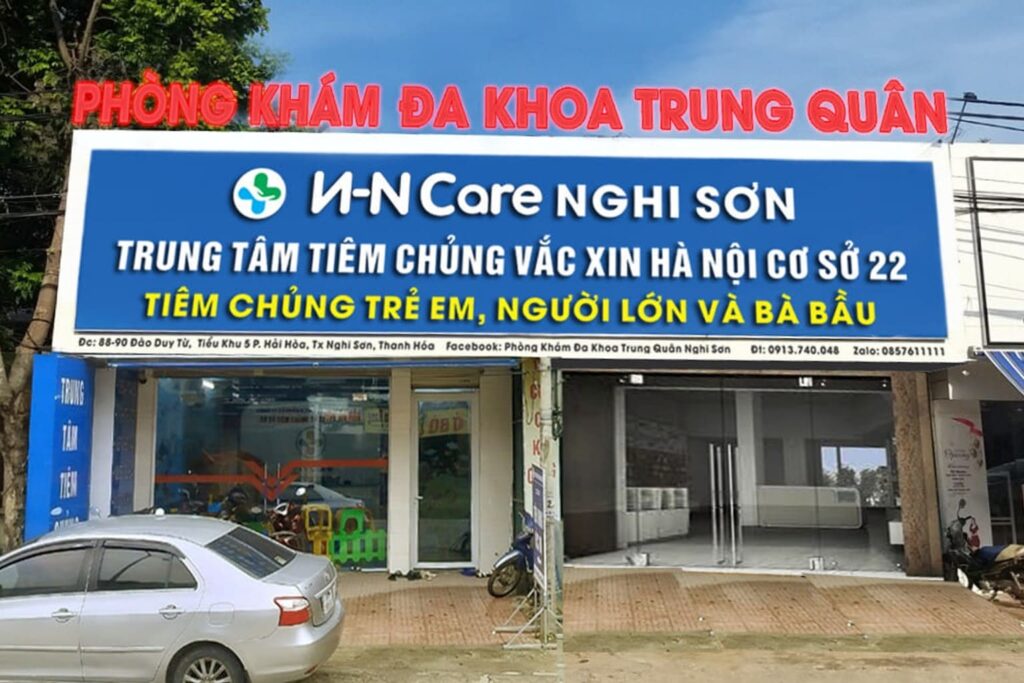 PHÒNG KHÁM ĐA KHOA TRUNG QUÂN
N-N Care NGHI SƠN
TRUNG TÂM TIÊM CHỦNG VẮC XIN HÀ NỘI CƠ SỞ 22
TIÊM CHỦNG TRẺ EM, NGƯỜI LỚN VÀ BÀ BẦU
Đc: 88-90 Đào Duy Từ, Tiểu Khu 5 P. Hải Hòa, Tx Nghi Sơn, Thanh Hóa Facebook: Phòng Khám Đa Khoa Trung Quân Nghi Sơn Đt: 0913.740.048 Zalo: 0857611111
TRUNG
TÂM
TIÊM
CHỦNG